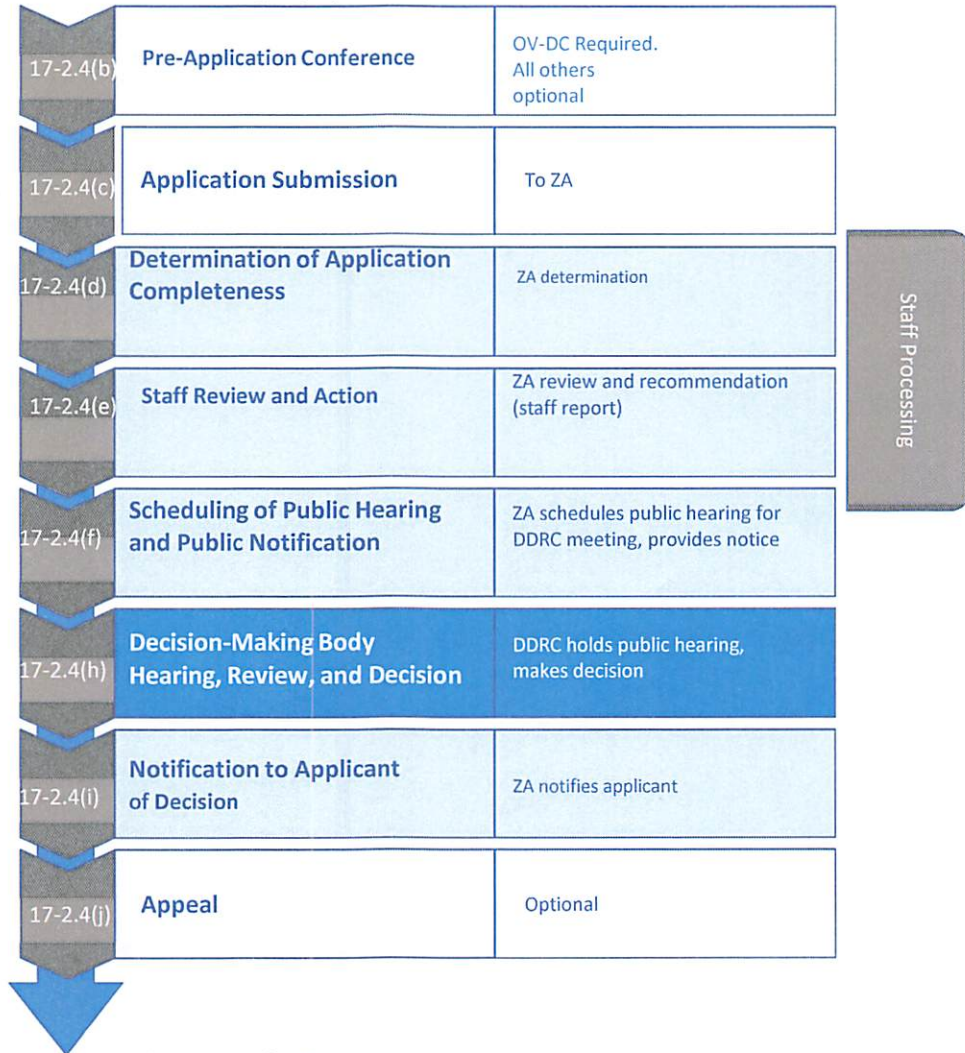 17-2.4(b)
Pre-Application Conference
OV-DC Required.
All others
optional
17-2.4(c)
Application Submission
To ZA
17-2.4(d)
Determination of Application
Completeness
ZA determination
17-2.4(e)
Staff Review and Action
ZA review and recommendation
(staff report)
17-2.4(f)
Scheduling of Public Hearing
and Public Notification
ZA schedules public hearing for
DDRC meeting, provides notice
Staff Processing
17-2.4(h)
Decision-Making Body
Hearing, Review, and Decision
DDRC holds public hearing,
makes decision
17-2.4(i)
Notification to Applicant
of Decision
ZA notifies applicant
17-2.4(j)
Appeal
Optional